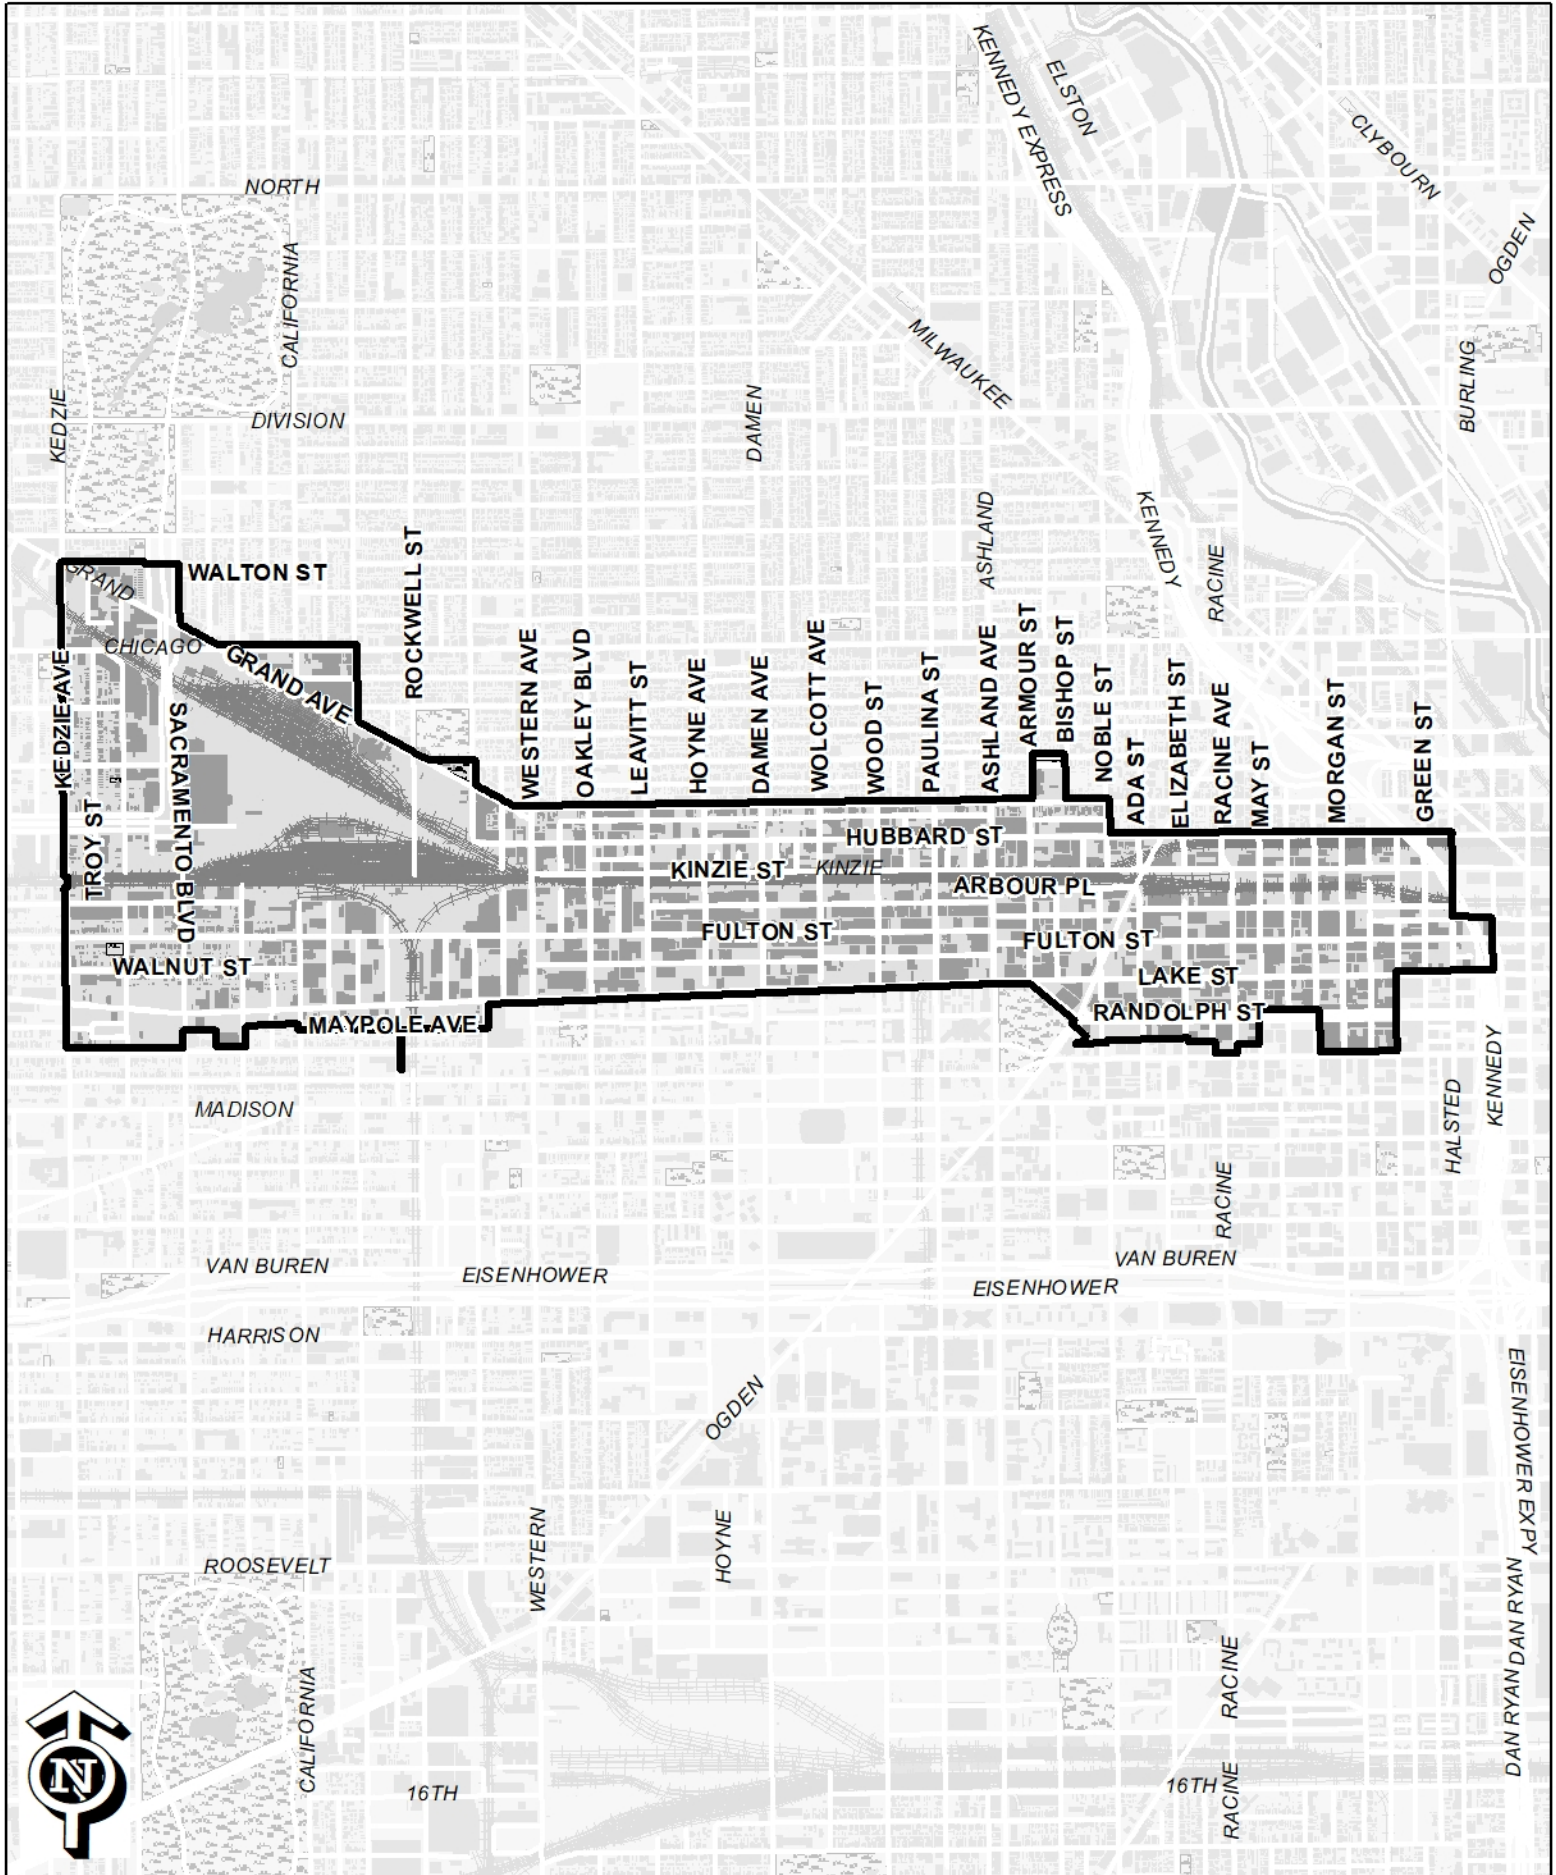 KENNEDY EXPRESS
ELSTON
CLYBOURN
NORTH
OGDEN
CALIFORNIA
MILWAUKEE
BURLING
KEDZIE
DAMEN
DIVISION
ASHLAND
KENNEDY
RACINE
WALTON ST
GRAND
ROCKWELL ST
CHICAGO
GRAND AVE
KEDZIE AVE
SACRAMENTO BLVD
TROY ST
WESTERN AVE
OAKLEY BLVD
LEAVITT ST
HOYNE AVE
DAMEN AVE
WOLCOTT AVE
WOOD ST
PAULINA ST
ASHLAND AVE
ARMOUR ST
BISHOP ST
NOBLE ST
ADA ST
ELIZABETH ST
RACINE AVE
MAY ST
MORGAN ST
GREEN ST
HUBBARD ST
KINZIE ST
KINZIE
ARBOUR PL
FULTON ST
FULTON ST
WALNUT ST
LAKE ST
RANDOLPH ST
MAYPOLE AVE
KENNEDY
HALSTED
MADISON
RACINE
VAN BUREN
EISENHOWER
VAN BUREN
EISENHOWER
HARRISON
OGDEN
EISENHOWER EXPY
WESTERN
HOYNE
ROOSEVELT
DAN RYAN
DAN RYAN
CALIFORNIA
RACINE
16TH
16TH
RACINE
N